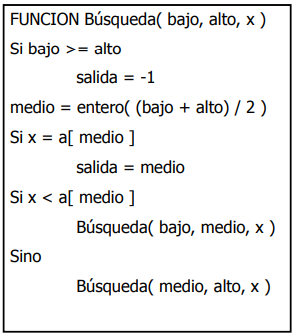 FUNCION Búsqueda( bajo, alto, x )
Si bajo >= alto
salida = -1
medio = entero( (bajo + alto) / 2 )
Si x = a[ medio ]
salida = medio
Si x < a[ medio ]
Búsqueda( bajo, medio, x )
Sino
Búsqueda( medio, alto, x )